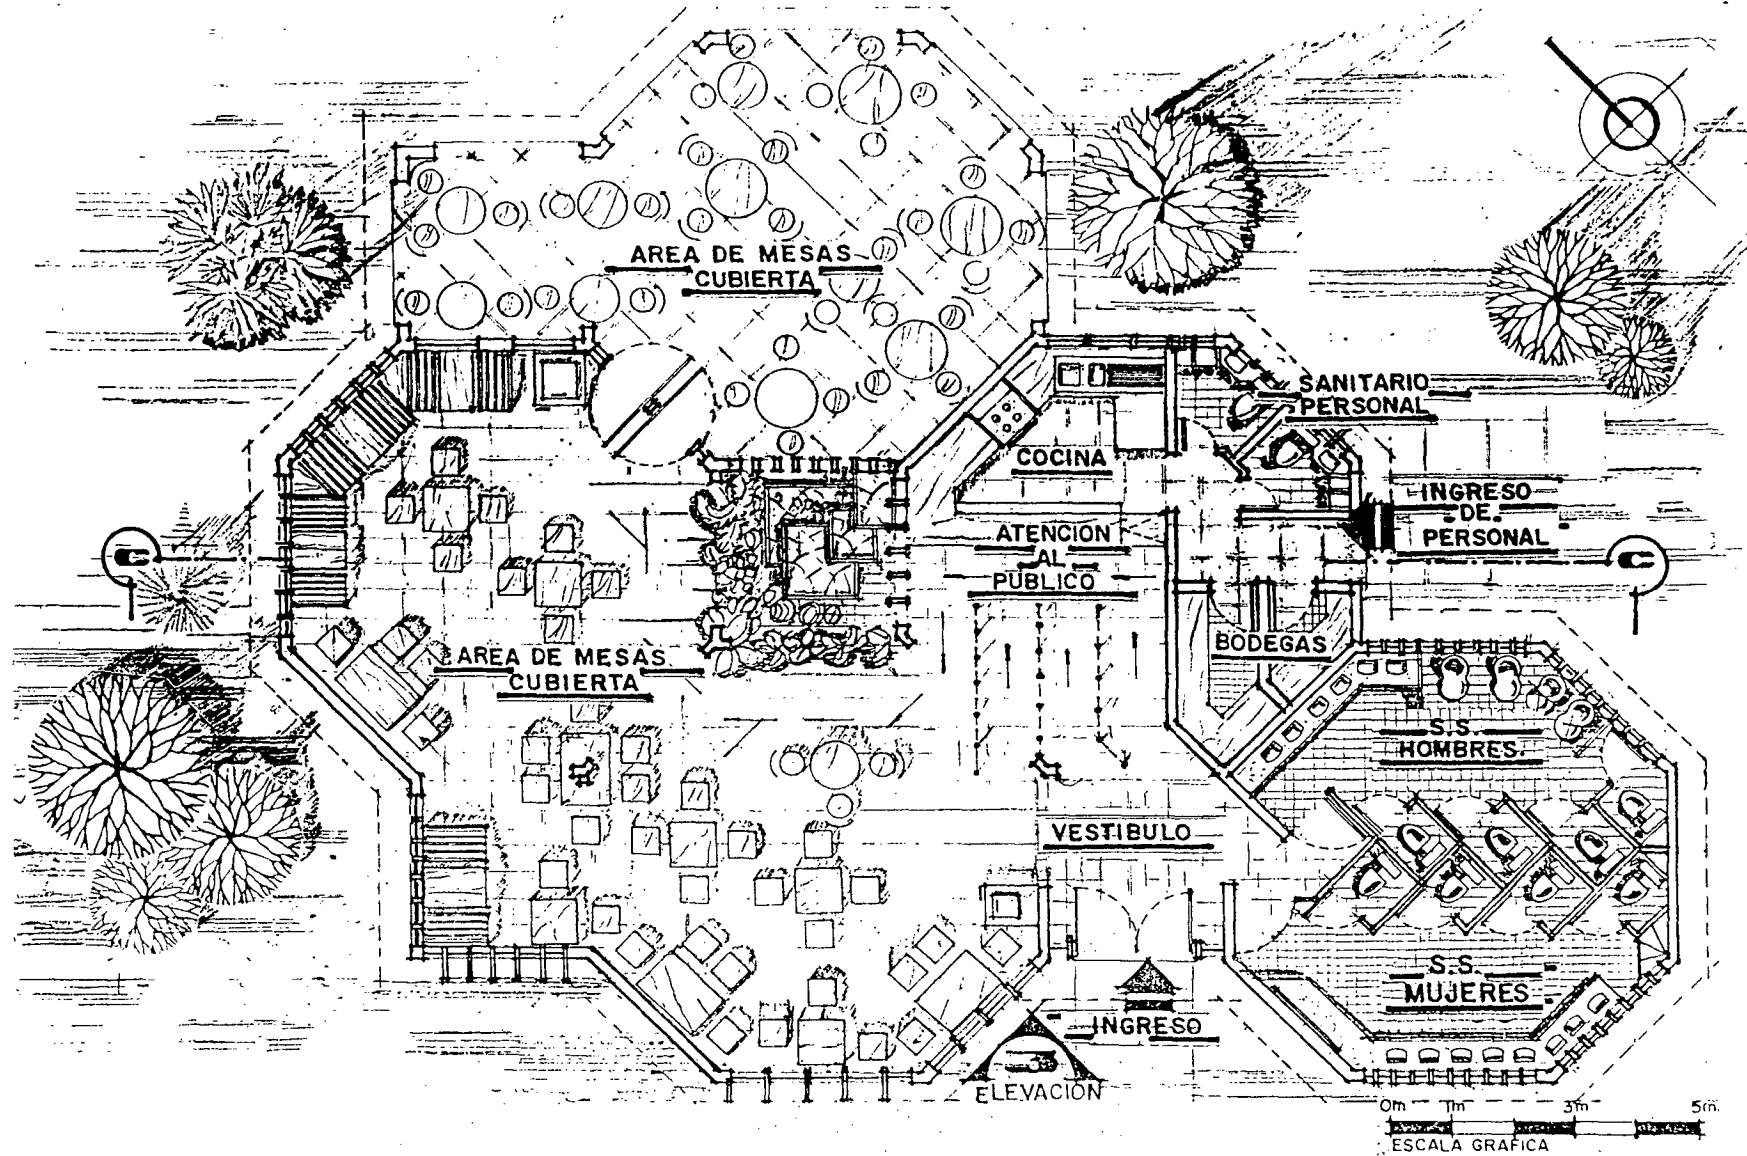 AREA DE MESAS
CUBIERTA
SANITARIO
PERSONAL
COCINA
INGRESO
DE
PERSONAL
ATENCION
AL
PUBLICO
BODEGAS
AREA DE MESAS
CUBIERTA
S.S.
HOMBRES.
VESTIBULO
S.S.
MUJERES
INGRESO
ELEVACION
0m 1m 3m 5m.
ESCALA GRAFICA